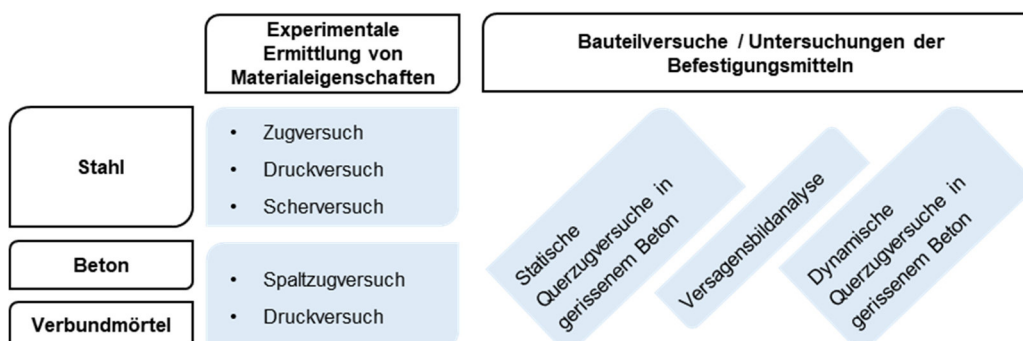 Experimentale
Ermittlung von
Materialeigenschaften
Bauteilversuche / Untersuchungen der
Befestigungsmitteln
Stahl
• Zugversuch
• Druckversuch
• Scherversuch
Beton
Verbundmörtel
• Spaltzugversuch
• Druckversuch
Statische
Querzugversuche in
gerissenem Beton
Versagensbildanalyse
Dynamische
Querzugversuche in
gerissenem Beton